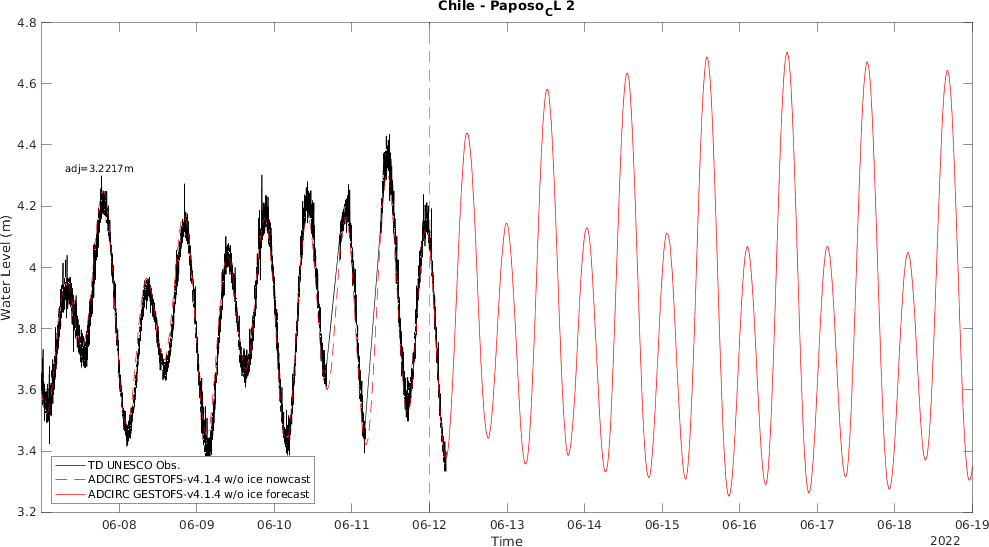 Chile - Paposo_CL 2
4.8
4.6
4.4
4.2
4
3.8
3.6
3.4
3.2
Water Level (m)
adj=3.2217m
TD UNESCO Obs.
ADCIRC GESTOFS-v4.1.4 w/o ice nowcast
ADCIRC GESTOFS-v4.1.4 w/o ice forecast
06-08 06-09 06-10 06-11 06-12 06-13 06-14 06-15 06-16 06-17 06-18 06-19
Time
2022